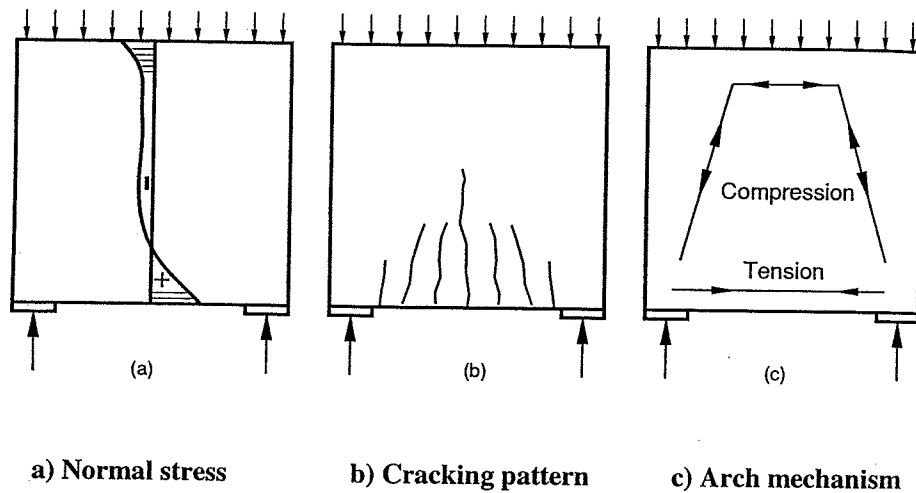 Compression
Tension
(a)
(b)
(c)
a) Normal stress
b) Cracking pattern
c) Arch mechanism